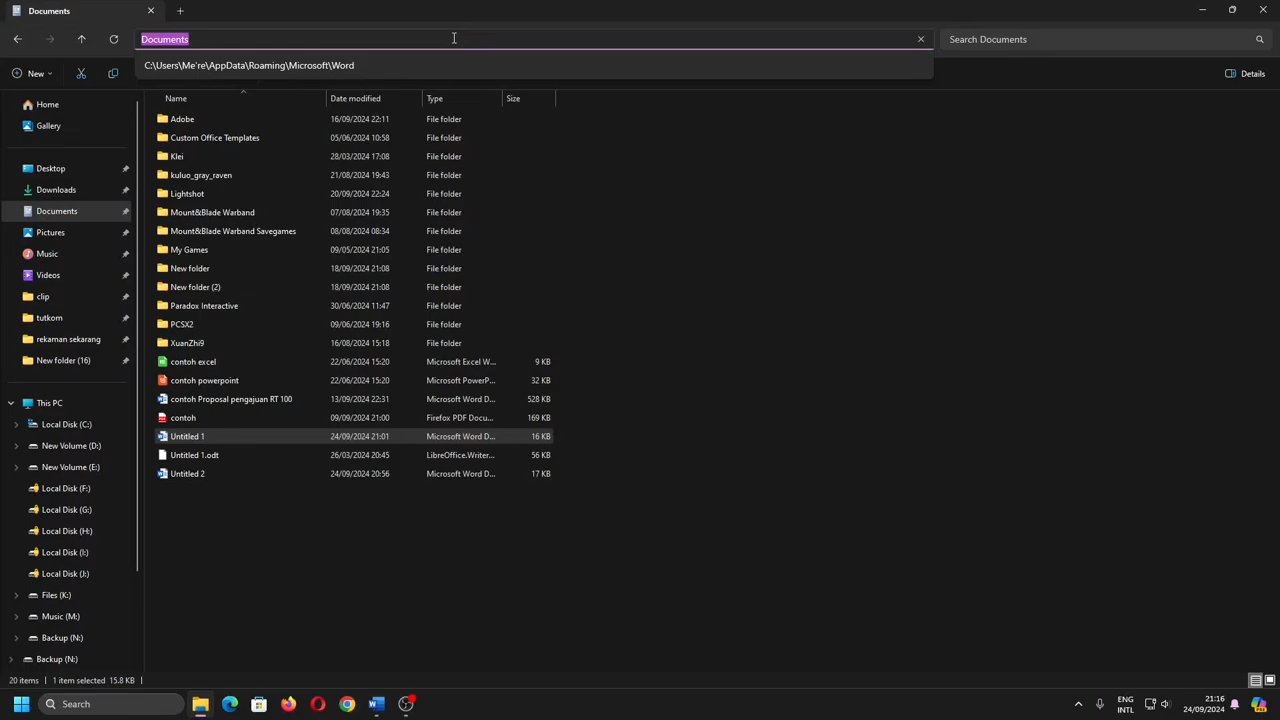 Documents
Documents
Search Documents
C:\Users\Me're\AppData\Roaming\Microsoft\Word
New
Details
Name Date modified Type Size
Home
Gallery
Desktop
Downloads
Documents
Pictures
Music
Videos
clip
tutkom
rekaman sekarang
New folder (16)
This PC
Local Disk (C:)
New Volume (D:)
New Volume (E:)
Local Disk (F:)
Local Disk (G:)
Local Disk (H:)
Local Disk (I:)
Local Disk (J:)
Files (K:)
Music (M:)
Backup (N:)
Backup (N:)
Adobe 16/09/2024 22:11 File folder
Custom Office Templates 05/06/2024 10:58 File folder
Klei 28/03/2024 17:08 File folder
kuluo_gray_raven 21/08/2024 19:43 File folder
Lightshot 20/09/2024 22:24 File folder
Mount&Blade Warband 07/08/2024 19:35 File folder
Mount&Blade Warband Savegames 08/08/2024 08:34 File folder
My Games 09/05/2024 21:05 File folder
New folder 18/09/2024 21:08 File folder
New folder (2) 18/09/2024 21:08 File folder
Paradox Interactive 30/06/2024 11:47 File folder
PCSX2 09/06/2024 19:16 File folder
XuanZhi9 16/08/2024 15:18 File folder
contoh excel 22/06/2024 15:20 Microsoft Excel W... 9 KB
contoh powerpoint 22/06/2024 15:20 Microsoft PowerP... 32 KB
contoh Proposal pengajuan RT 100 13/09/2024 22:31 Microsoft Word D... 528 KB
contoh 09/09/2024 21:00 Firefox PDF Docu... 169 KB
Untitled 1 24/09/2024 21:01 Microsoft Word D... 16 KB
Untitled 1.odt 26/03/2024 20:45 LibreOffice.Writer... 56 KB
Untitled 2 24/09/2024 20:56 Microsoft Word D... 17 KB
20 items 1 item selected 15.8 KB
Search
ENG
INTL
21:16
24/09/2024